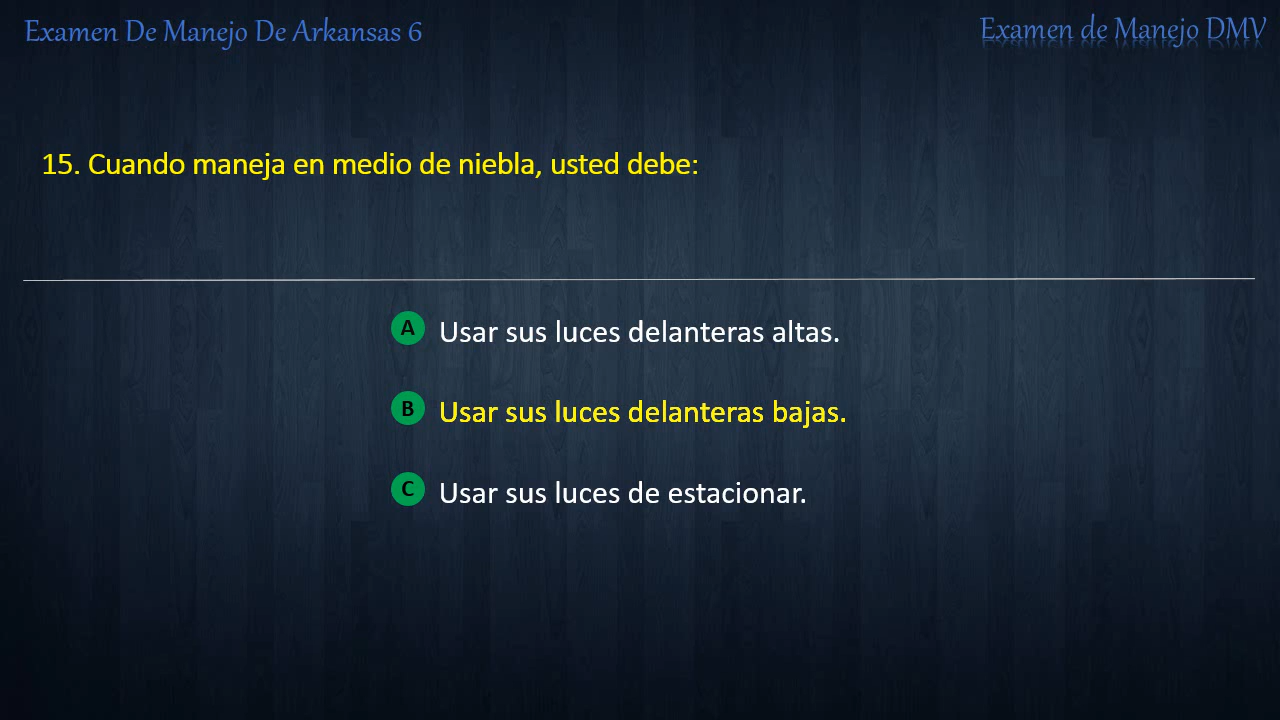 Examen De Manejo De Arkansas 6
Examen de Manejo DMV
15. Cuando maneja en medio de niebla, usted debe:
A Usar sus luces delanteras altas.
B Usar sus luces delanteras bajas.
C Usar sus luces de estacionar.